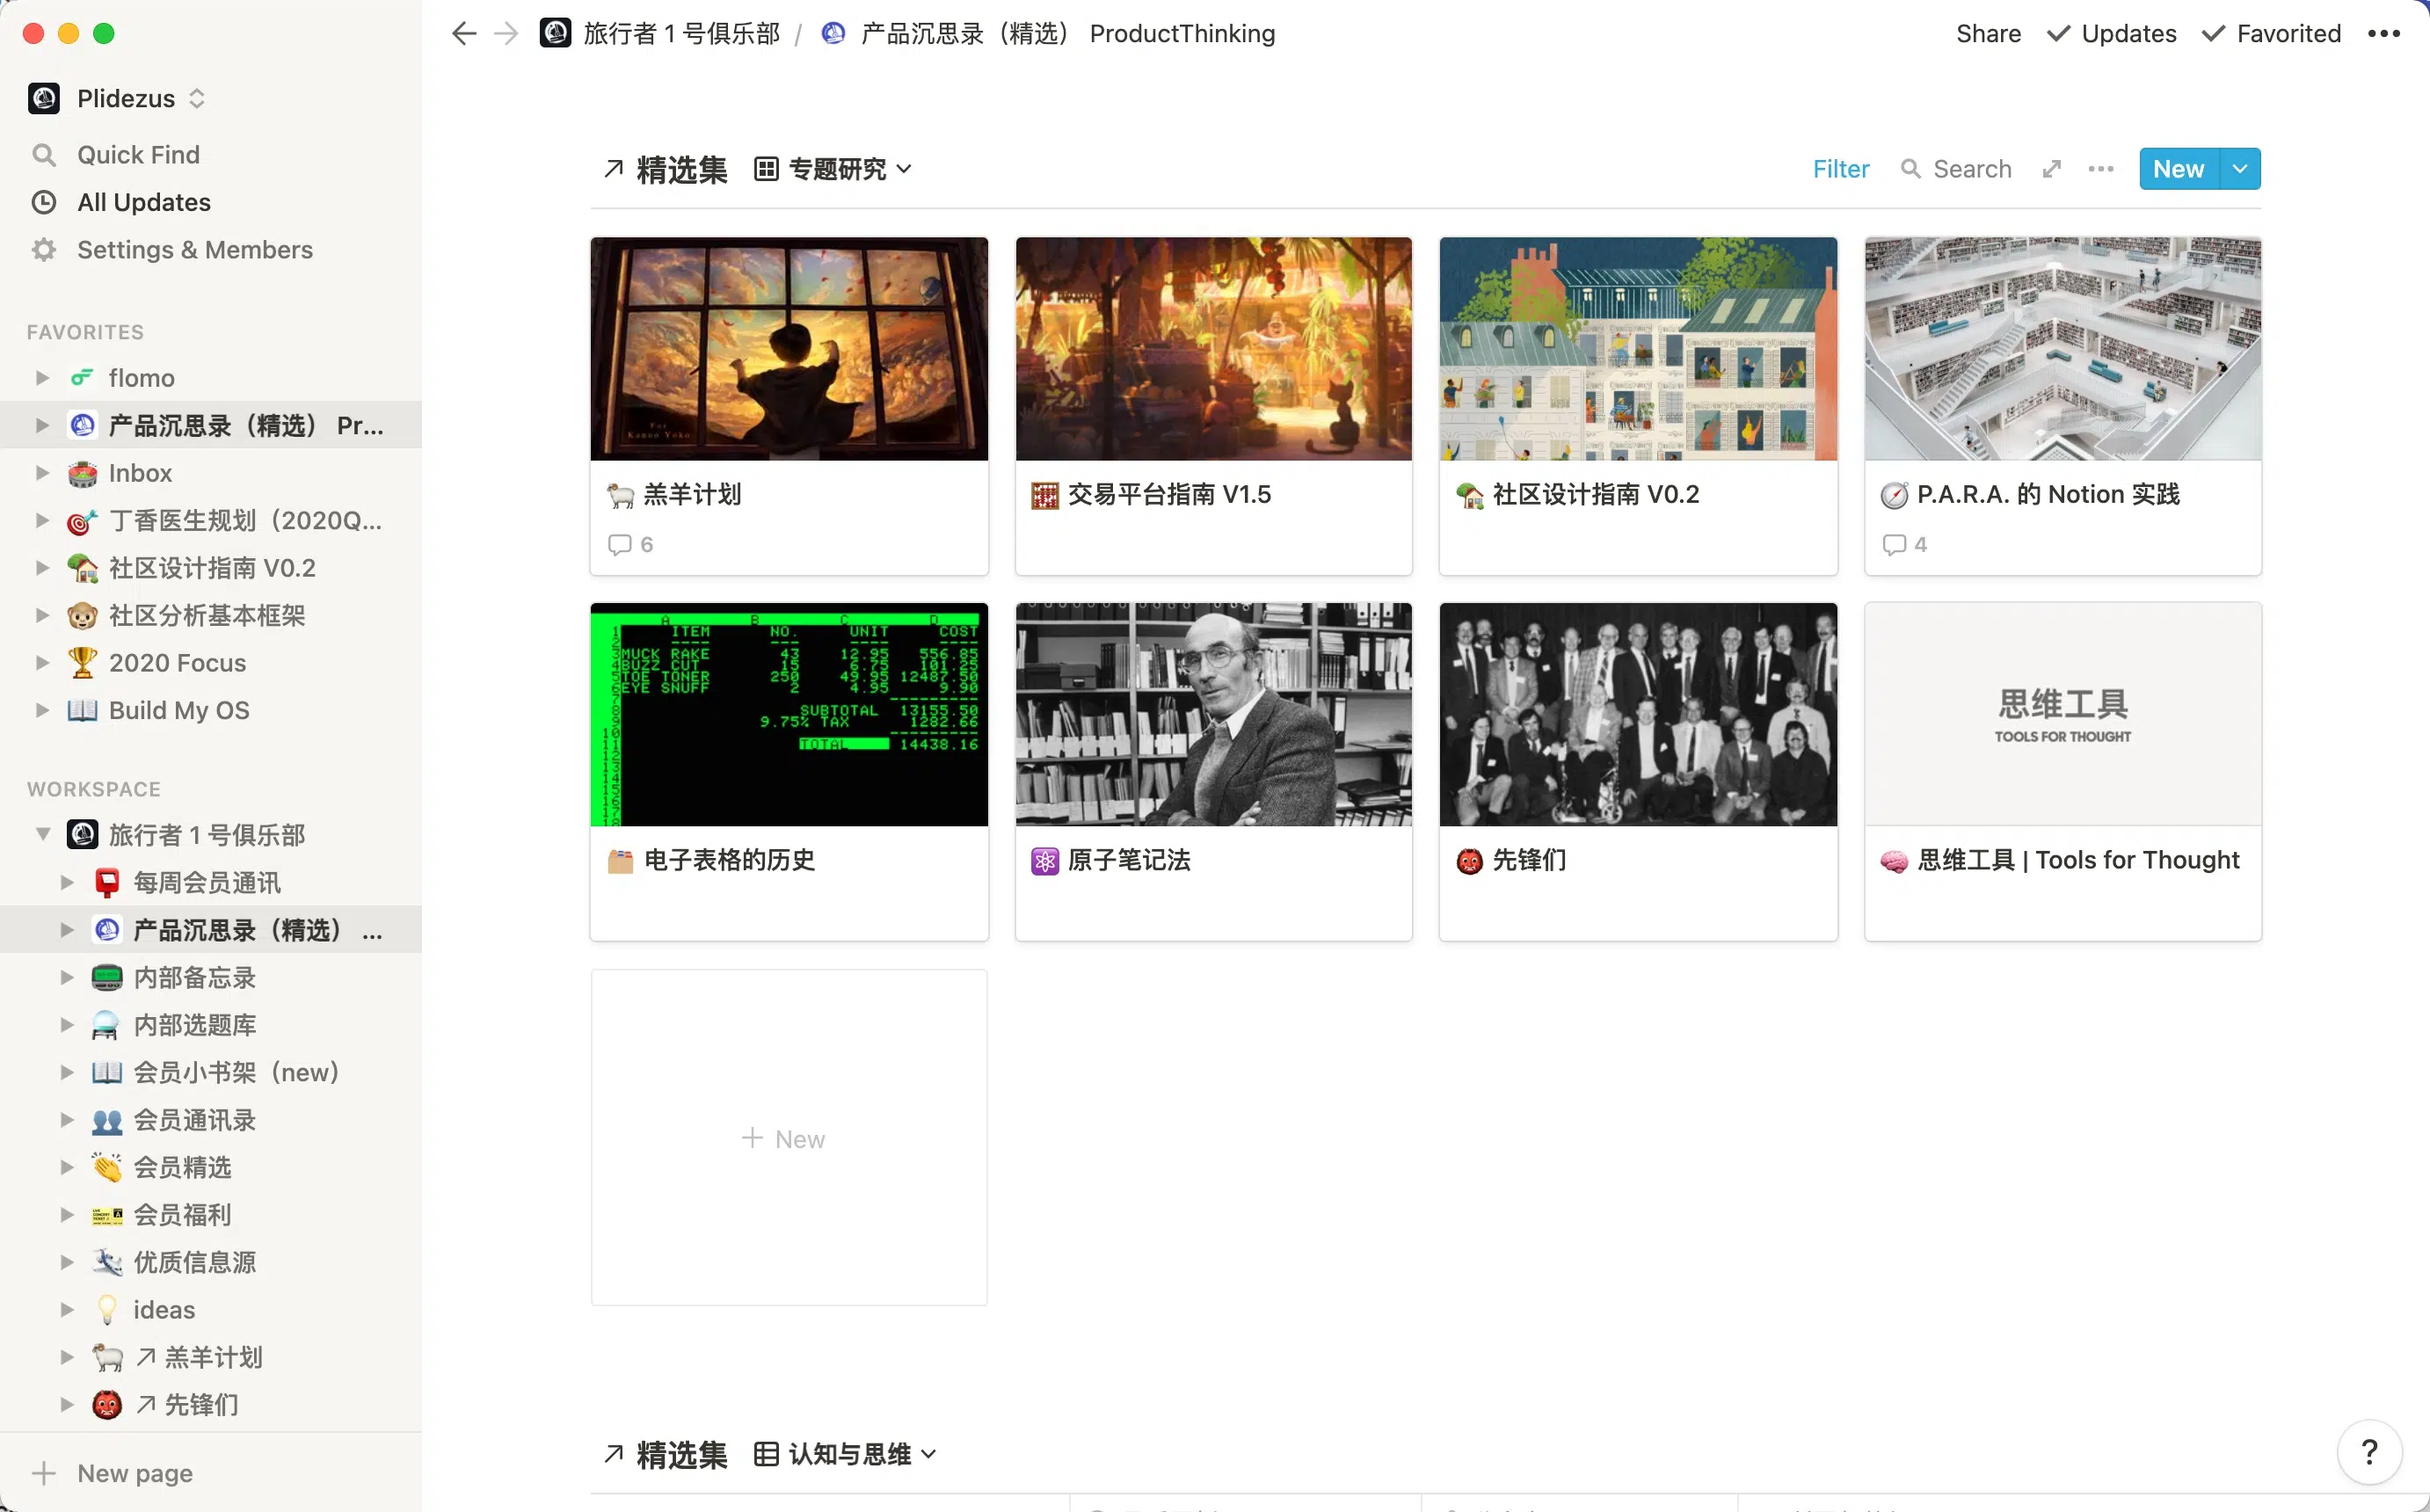 Plidezus
Quick Find
All Updates
Settings & Members
FAVORITES
flomo
产品沉思录（精选） Pr...
Inbox
丁香医生规划（2020Q...
社区设计指南 V0.2
社区分析基本框架
2020 Focus
Build My OS
WORKSPACE
旅行者 1 号俱乐部
每周会员通讯
产品沉思录（精选） ...
内部备忘录
内部选题库
会员小书架（new）
会员通讯录
会员精选
会员福利
优质信息源
ideas
羔羊计划
先锋们
New page
旅行者 1 号俱乐部 / 产品沉思录（精选） ProductThinking
Share Updates Favorited
精选集 专题研究
Filter Search New
For
Kanno Yoko
羔羊计划
6
交易平台指南 V1.5
社区设计指南 V0.2
P.A.R.A. 的 Notion 实践
4
A B C D
ITEM NO. UNIT COST
MUCK RAKE 43 12.95 556.85
BUZZ CUT 15 6.75 101.25
TOE TONER 250 49.95 12487.50
EYE SNUFF 2 4.95 9.90
SUBTOTAL 13155.50
9.75% TAX 1282.66
TOTAL 14438.16
电子表格的历史
原子笔记法
先锋们
思维工具
TOOLS FOR THOUGHT
思维工具 | Tools for Thought
New
精选集 认知与思维
?